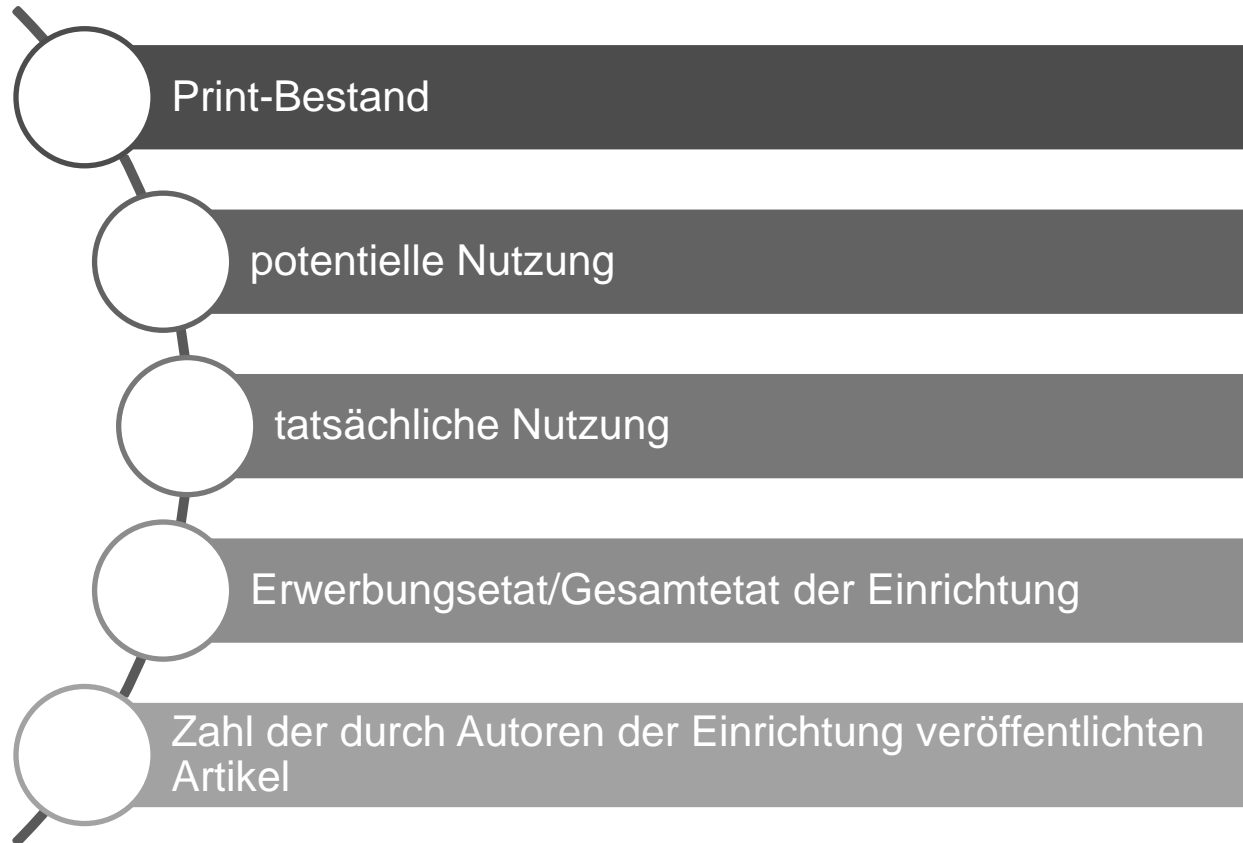 Print-Bestand
potentielle Nutzung
tatsächliche Nutzung
Erwerbungsetat/Gesamtetat der Einrichtung
Zahl der durch Autoren der Einrichtung veröffentlichten
Artikel